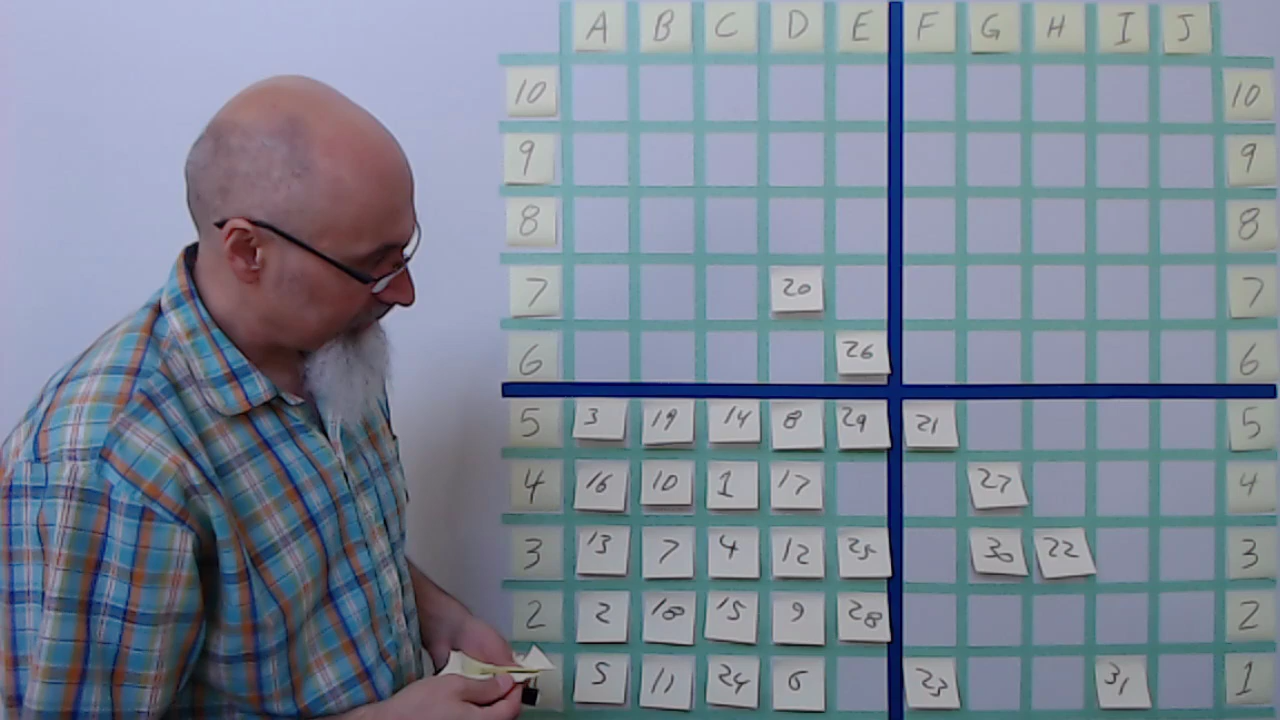 A B C D E F G H I J
10 10
9 9
8 8
7 20 7
6 26 6
5 3 19 14 8 29 21 5
4 16 10 1 17 27 4
3 13 7 4 12 25 30 22 3
2 2 18 15 9 28 2
5 11 24 6 23 31 1